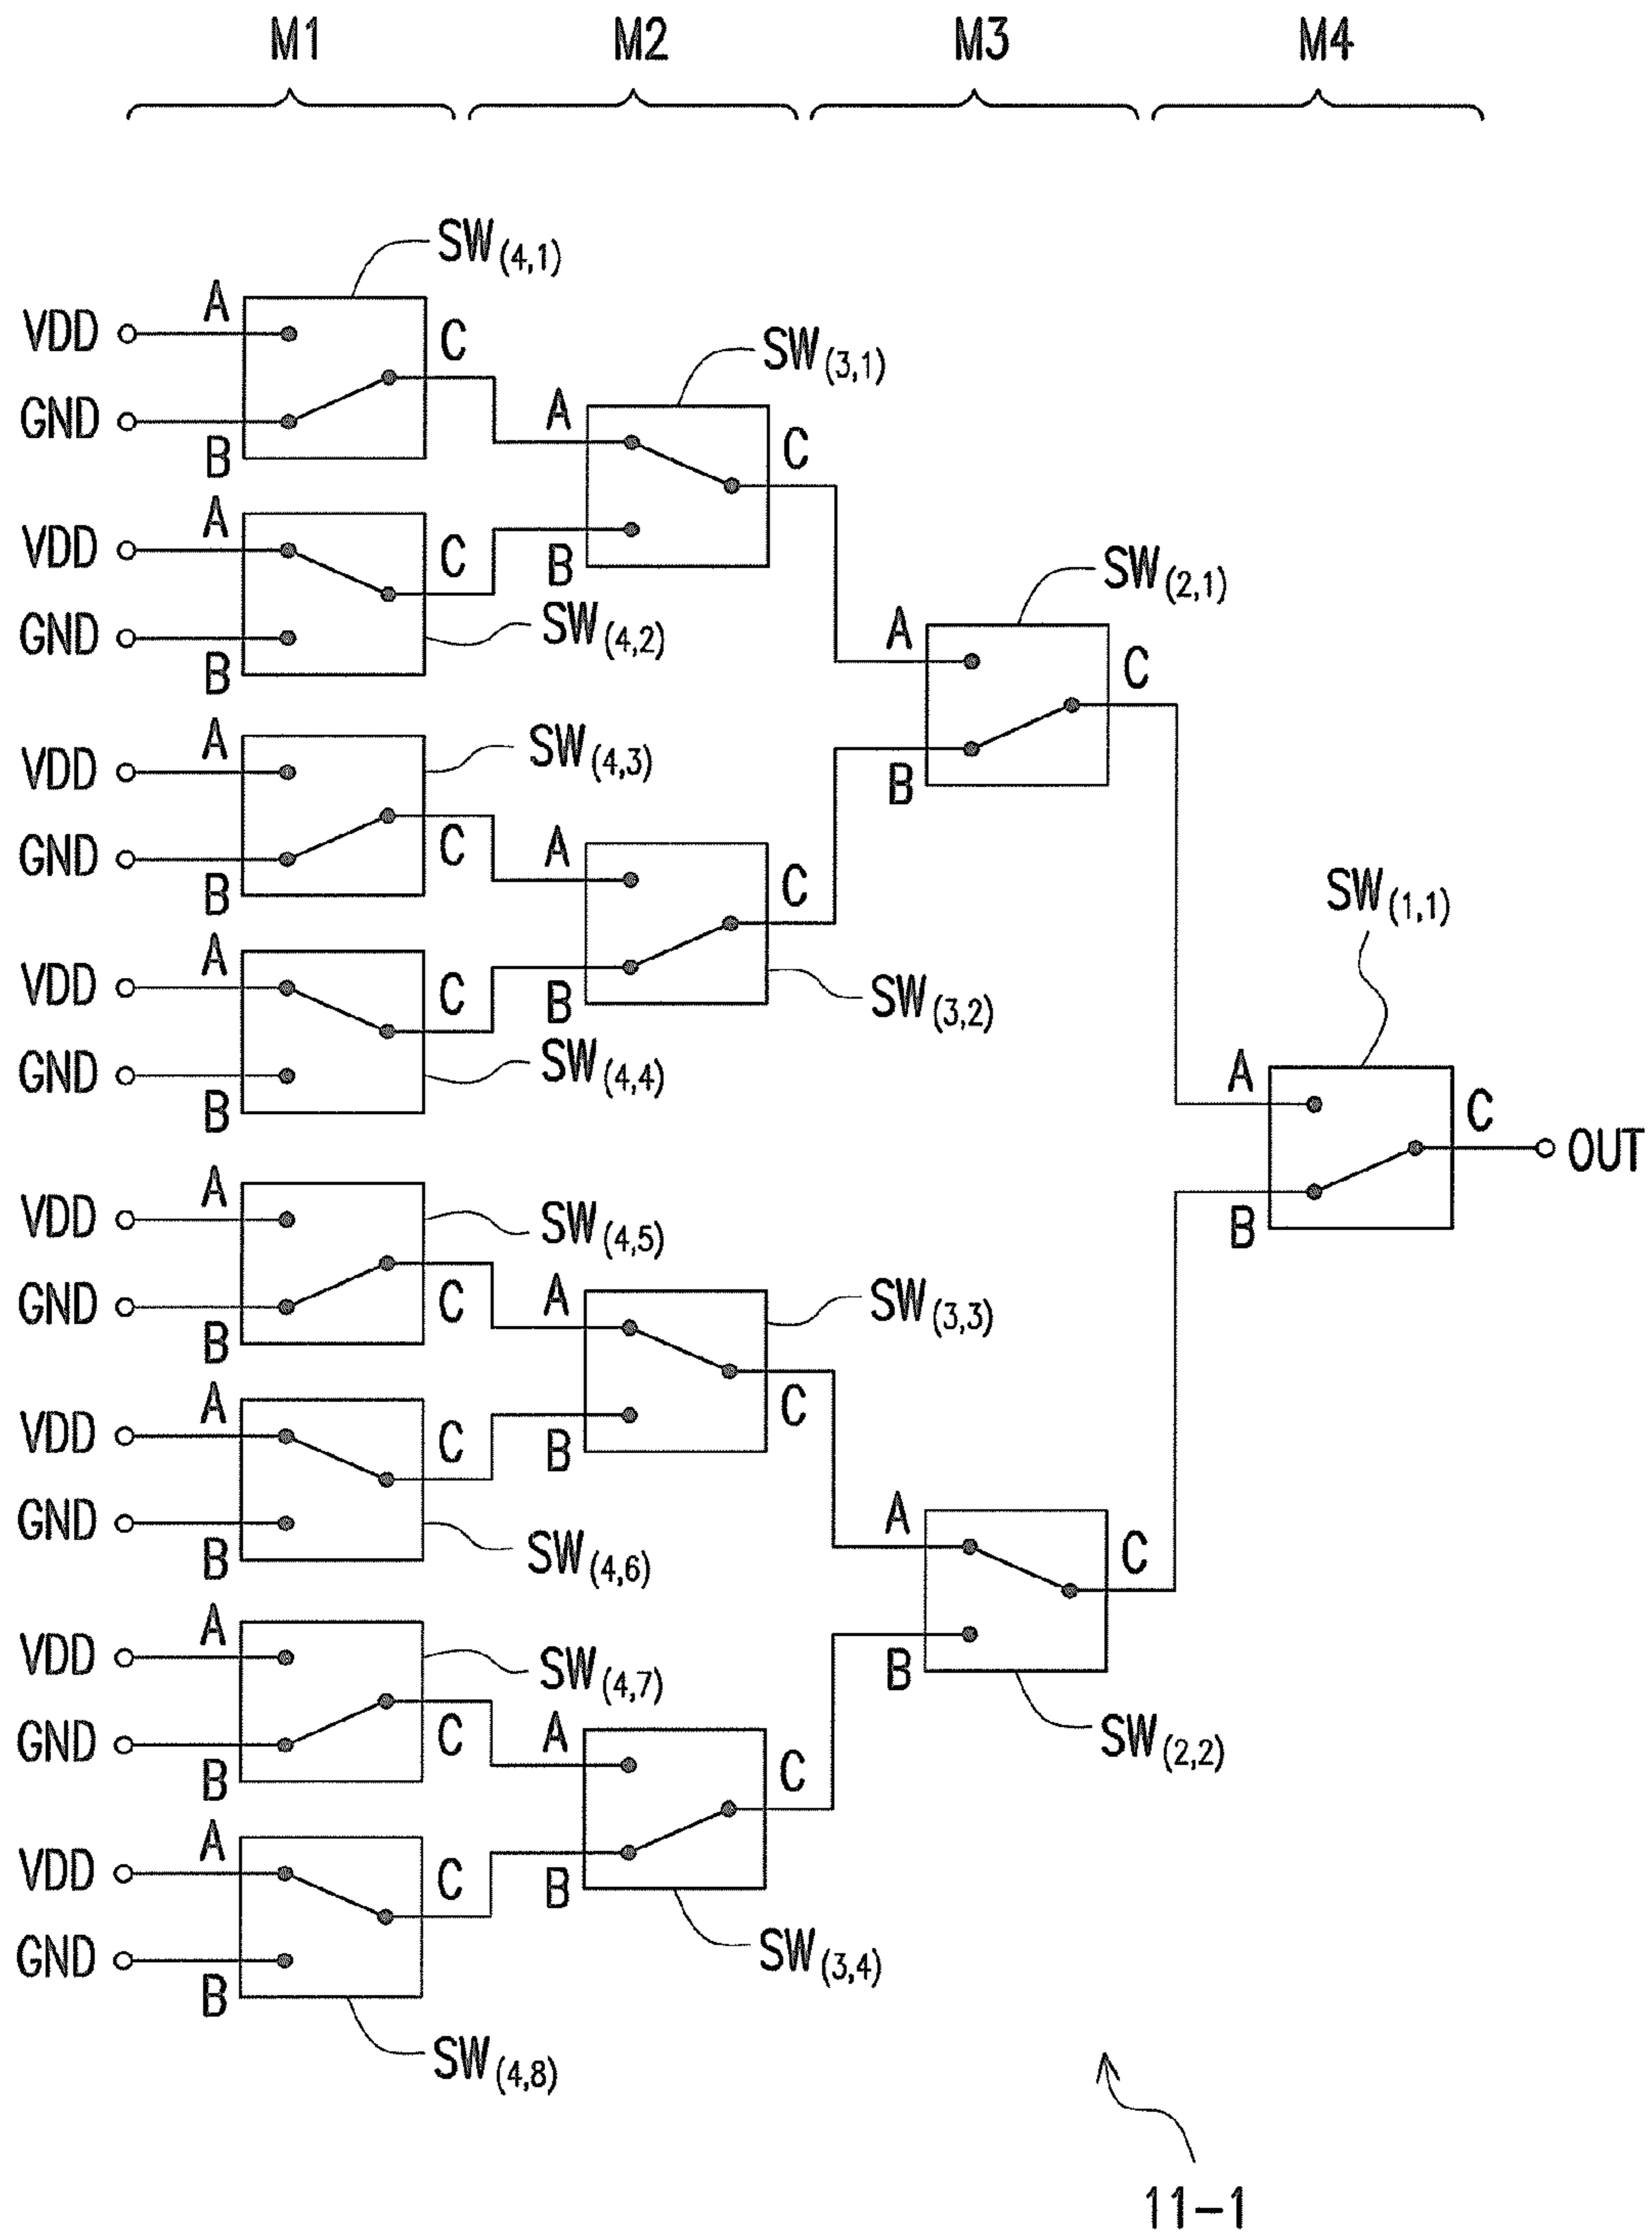 M1 M2 M3 M4
SW(4,1)
A
VDD
C
SW(3,1)
GND
B
A
C
A
VDD
C
B
SW(2,1)
GND
SW(4,2)
B
A
C
A
SW(4,3)
VDD
B
GND
C
A
B
C
SW(1,1)
A
VDD
C
B
SW(3,2)
GND
SW(4,4)
B
A
C
OUT
A
SW(4,5)
VDD
B
GND
C
A
SW(3,3)
B
A
C
VDD
C
B
GND
A
C
SW(4,6)
B
A
VDD
SW(4,7)
B
GND
C
A
SW(2,2)
B
C
A
VDD
C
B
GND
SW(3,4)
B
SW(4,8)
11-1